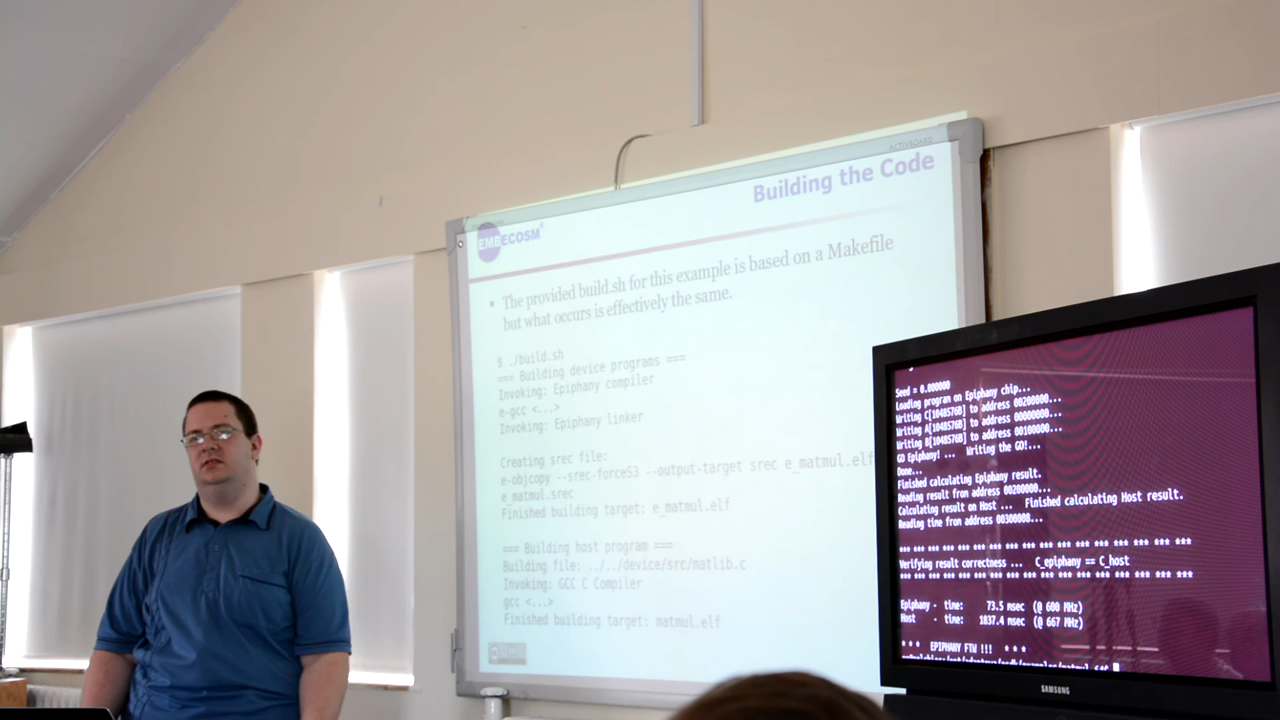 ACTIVBOARD
Building the Code
EMBECOSM®
• The provided build.sh for this example is based on a Makefile
but what occurs is effectively the same.
$ ./build.sh
=== Building device programs ===
Invoking: Epiphany compiler
e-gcc <...>
Invoking: Epiphany linker
Creating srec file:
e-objcopy --srec-forceS3 --output-target srec e_matmul.elf
e_matmul.srec
Finished building target: e_matmul.elf
=== Building host program ===
Building file: ../../device/src/matlib.c
Invoking: GCC C Compiler
gcc <...>
Finished building target: matmul.elf
Seed = 0.000000
Loading program on Epiphany chip...
Writing C[1048576B] to address 00200000...
Writing A[1048576B] to address 00000000...
Writing B[1048576B] to address 00100000...
GO Epiphany! ... Writing the GO!...
Done...
Finished calculating Epiphany result.
Reading result from address 00200000...
Calculating result on Host ... Finished calculating Host result.
Reading time from address 00300008...
*** *** *** *** *** *** *** *** *** *** *** *** *** *** *** *** *** *** ***
Verifying result correctness ... C_epiphany == C_host
*** *** *** *** *** *** *** *** *** *** *** *** *** *** *** *** *** *** ***
Epiphany - time: 73.5 msec (@ 600 MHz)
Host - time: 1837.4 msec (@ 667 MHz)
* * * EPIPHANY FTW !!! * * *
SAMSUNG